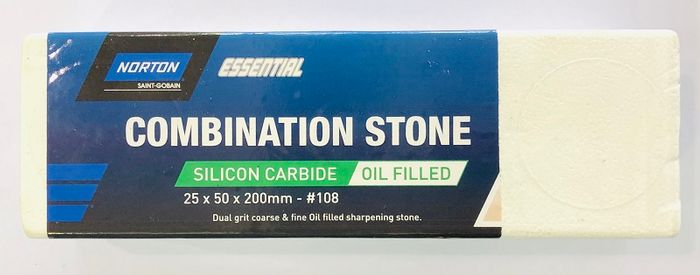 NORTON
SAINT-GOBAIN
ESSENTIAL
COMBINATION STONE
SILICON CARBIDE OIL FILLED
25 x 50 x 200mm - #108
Dual grit coarse & fine Oil filled sharpening stone.